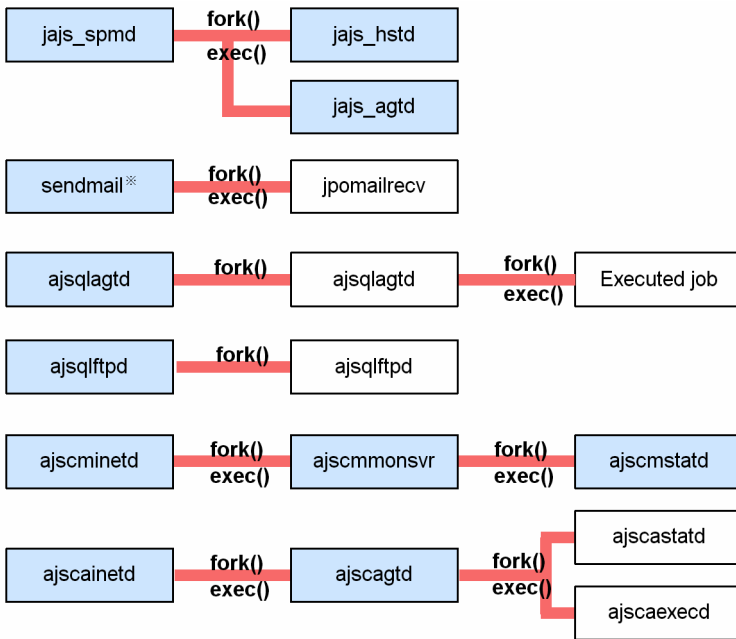 fork()
jajs_spmd
jajs_hstd
exec()
jajs_agtd
fork()
sendmail※
jpomailrecv
exec()
fork()
fork()
ajsqlagtd
ajsqlagtd
Executed job
exec()
fork()
ajsqlftpd
ajsqlftpd
fork()
fork()
ajscminetd
ajscmmonsvr
ajscmstatd
exec()
exec()
ajscastatd
fork()
fork()
ajscainetd
ajscagtd
exec()
exec()
ajscaexecd